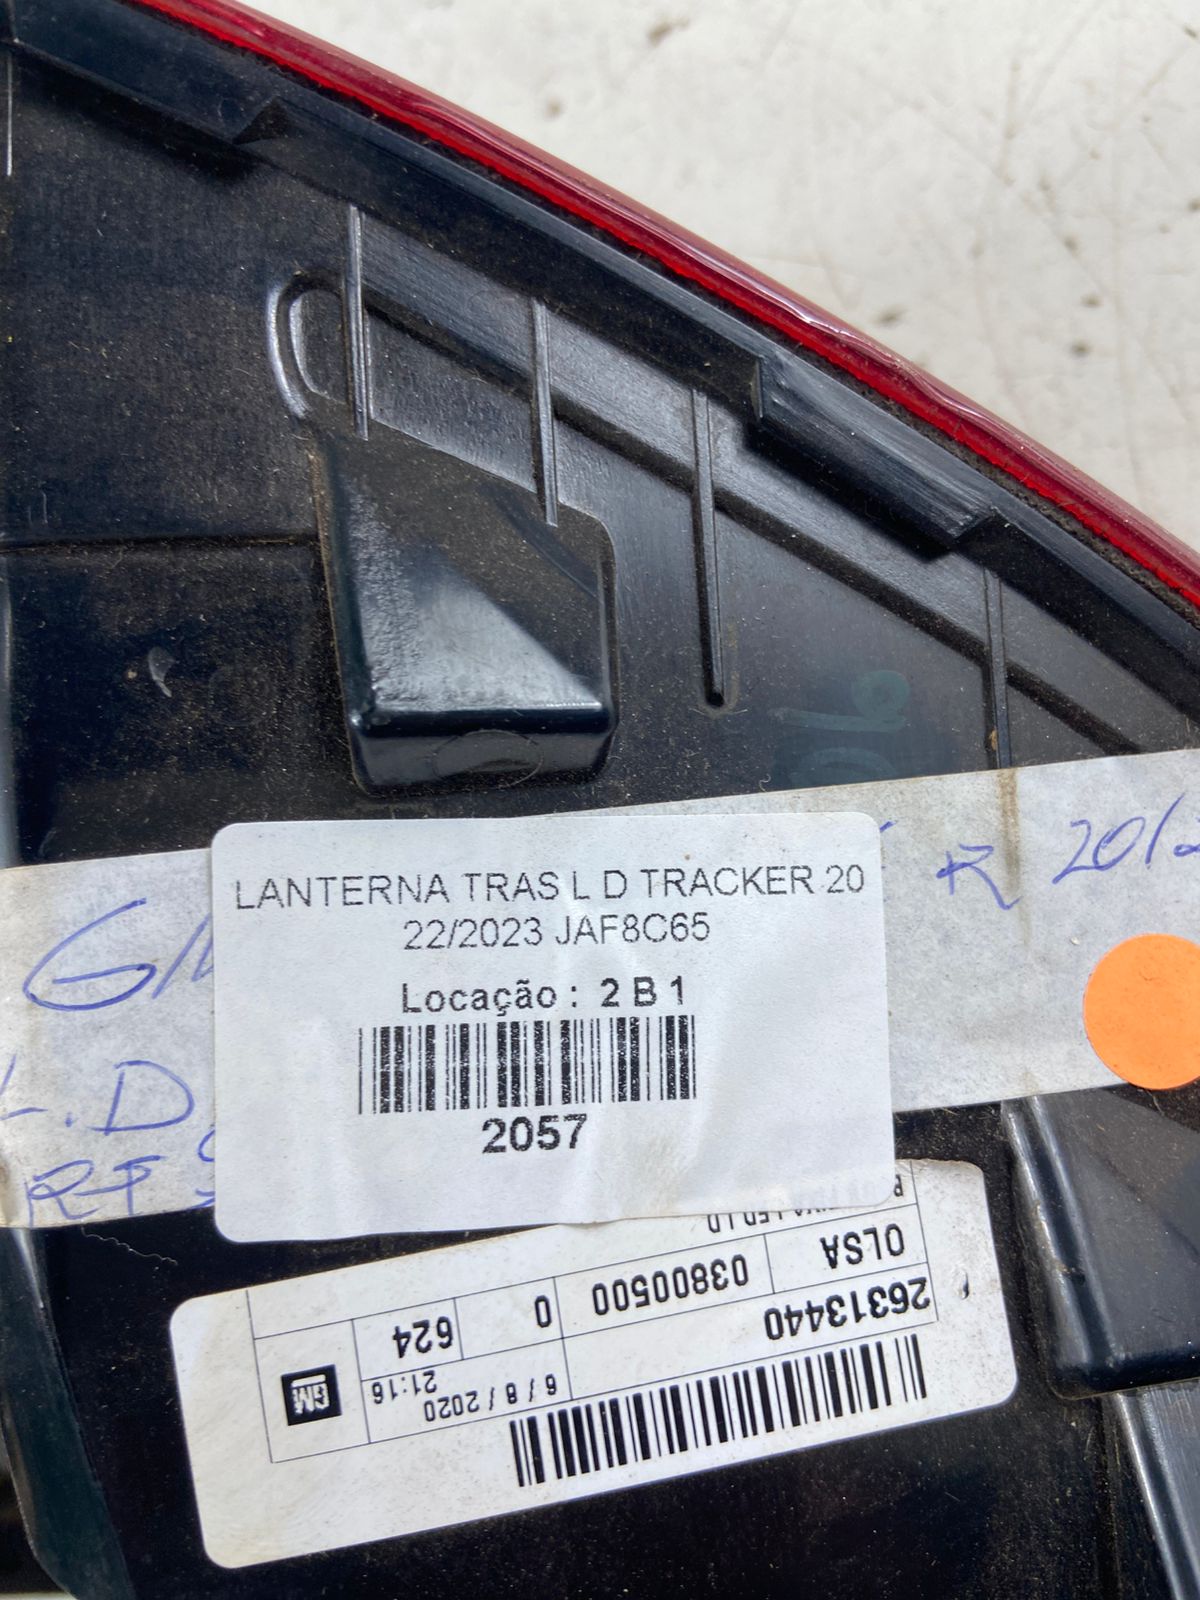 LANTERNA TRAS L D TRACKER 20
22/2023 JAF8C65
Locação : 2 B 1
2057
R 201
L.D
26313440
OLSA 03800500 0 624
6 / 8 / 2020 21:16
GM